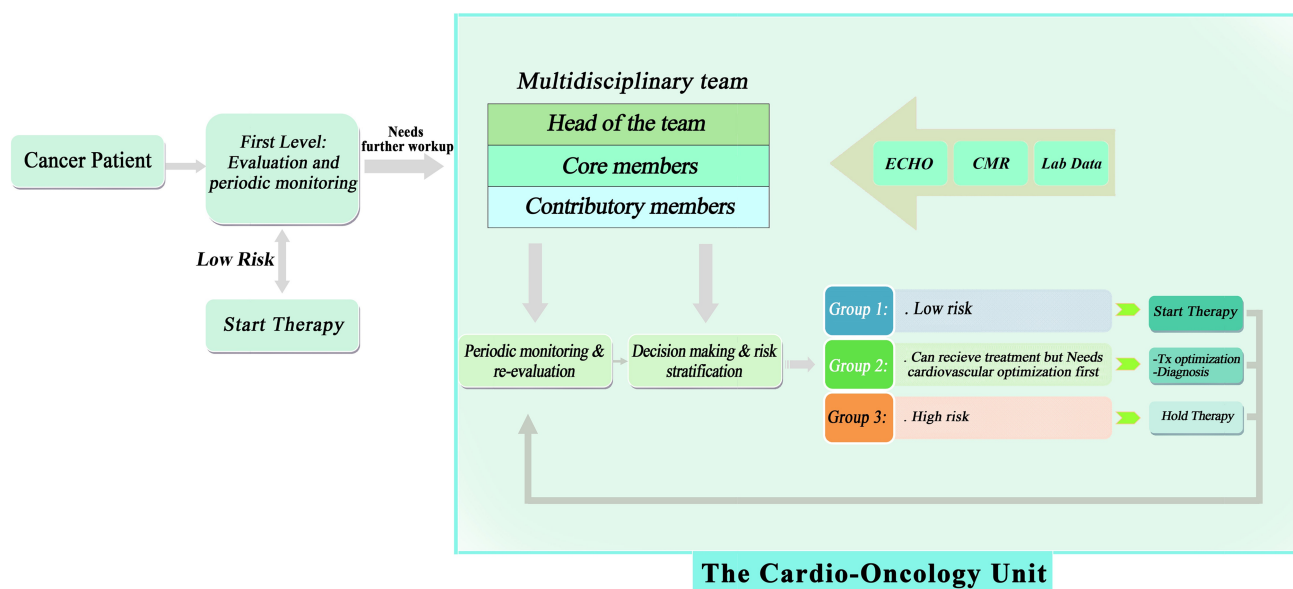 Cancer Patient
First Level:
Evaluation and
periodic monitoring
Low Risk
Start Therapy
Needs
further workup
Multidisciplinary team
Head of the team
Core members
Contributory members
ECHO
CMR
Lab Data
Periodic monitoring &
re-evaluation
Decision making & risk
stratification
Group 1:
. Low risk
Start Therapy
Group 2:
. Can recieve treatment but Needs
cardiovascular optimization first
-Tx optimization
-Diagnosis
Group 3:
. High risk
Hold Therapy
The Cardio-Oncology Unit